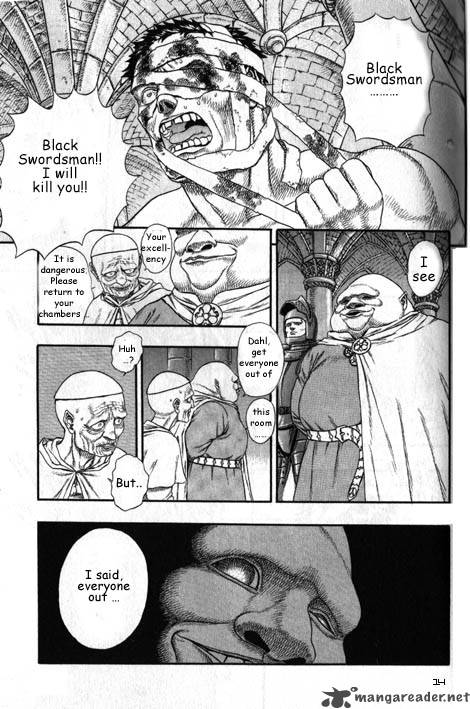 Black
Swordsman
.........
Black
Swordsman!!
I will
kill you!!
I
see
Your
excell-
ency
It is
dangerous.
Please
return to
your
chambers
Dahl,
get
everyone
out of
this
room
......
Huh
...?
But..
I said,
everyone
out ...
14
mangareader.net